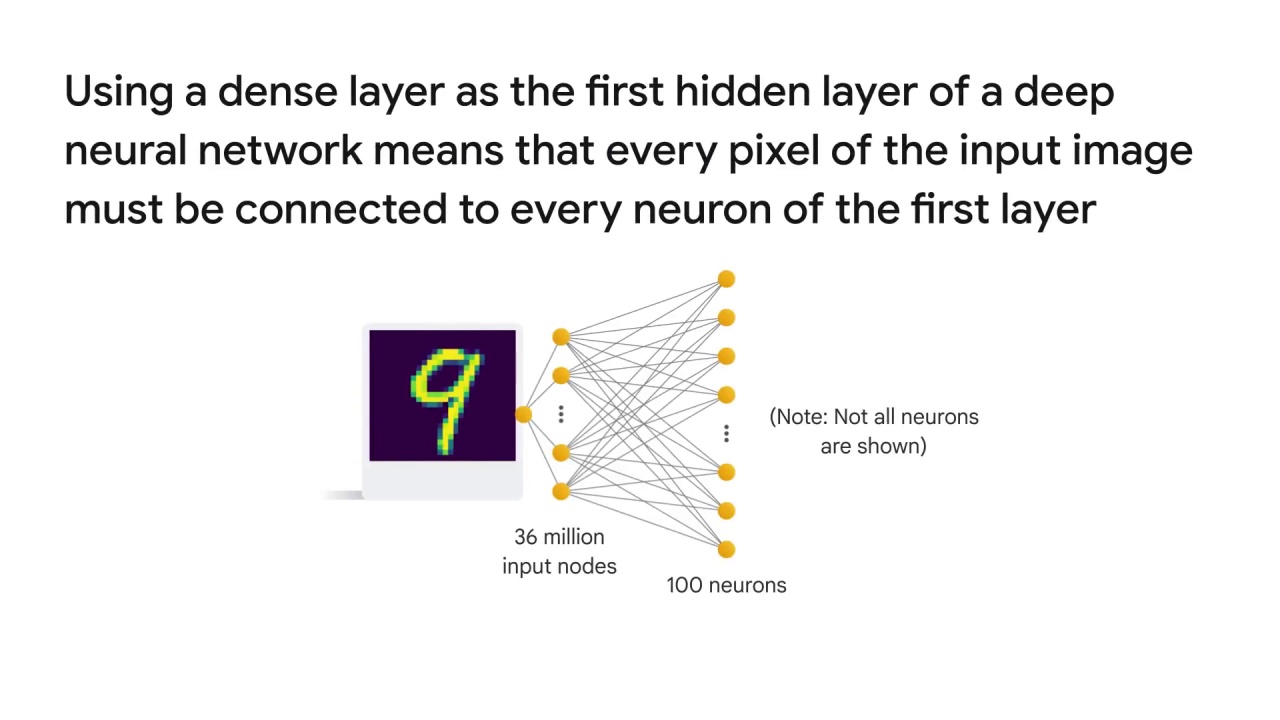 Using a dense layer as the first hidden layer of a deep
neural network means that every pixel of the input image
must be connected to every neuron of the first layer
9
(Note: Not all neurons
are shown)
36 million
input nodes
100 neurons